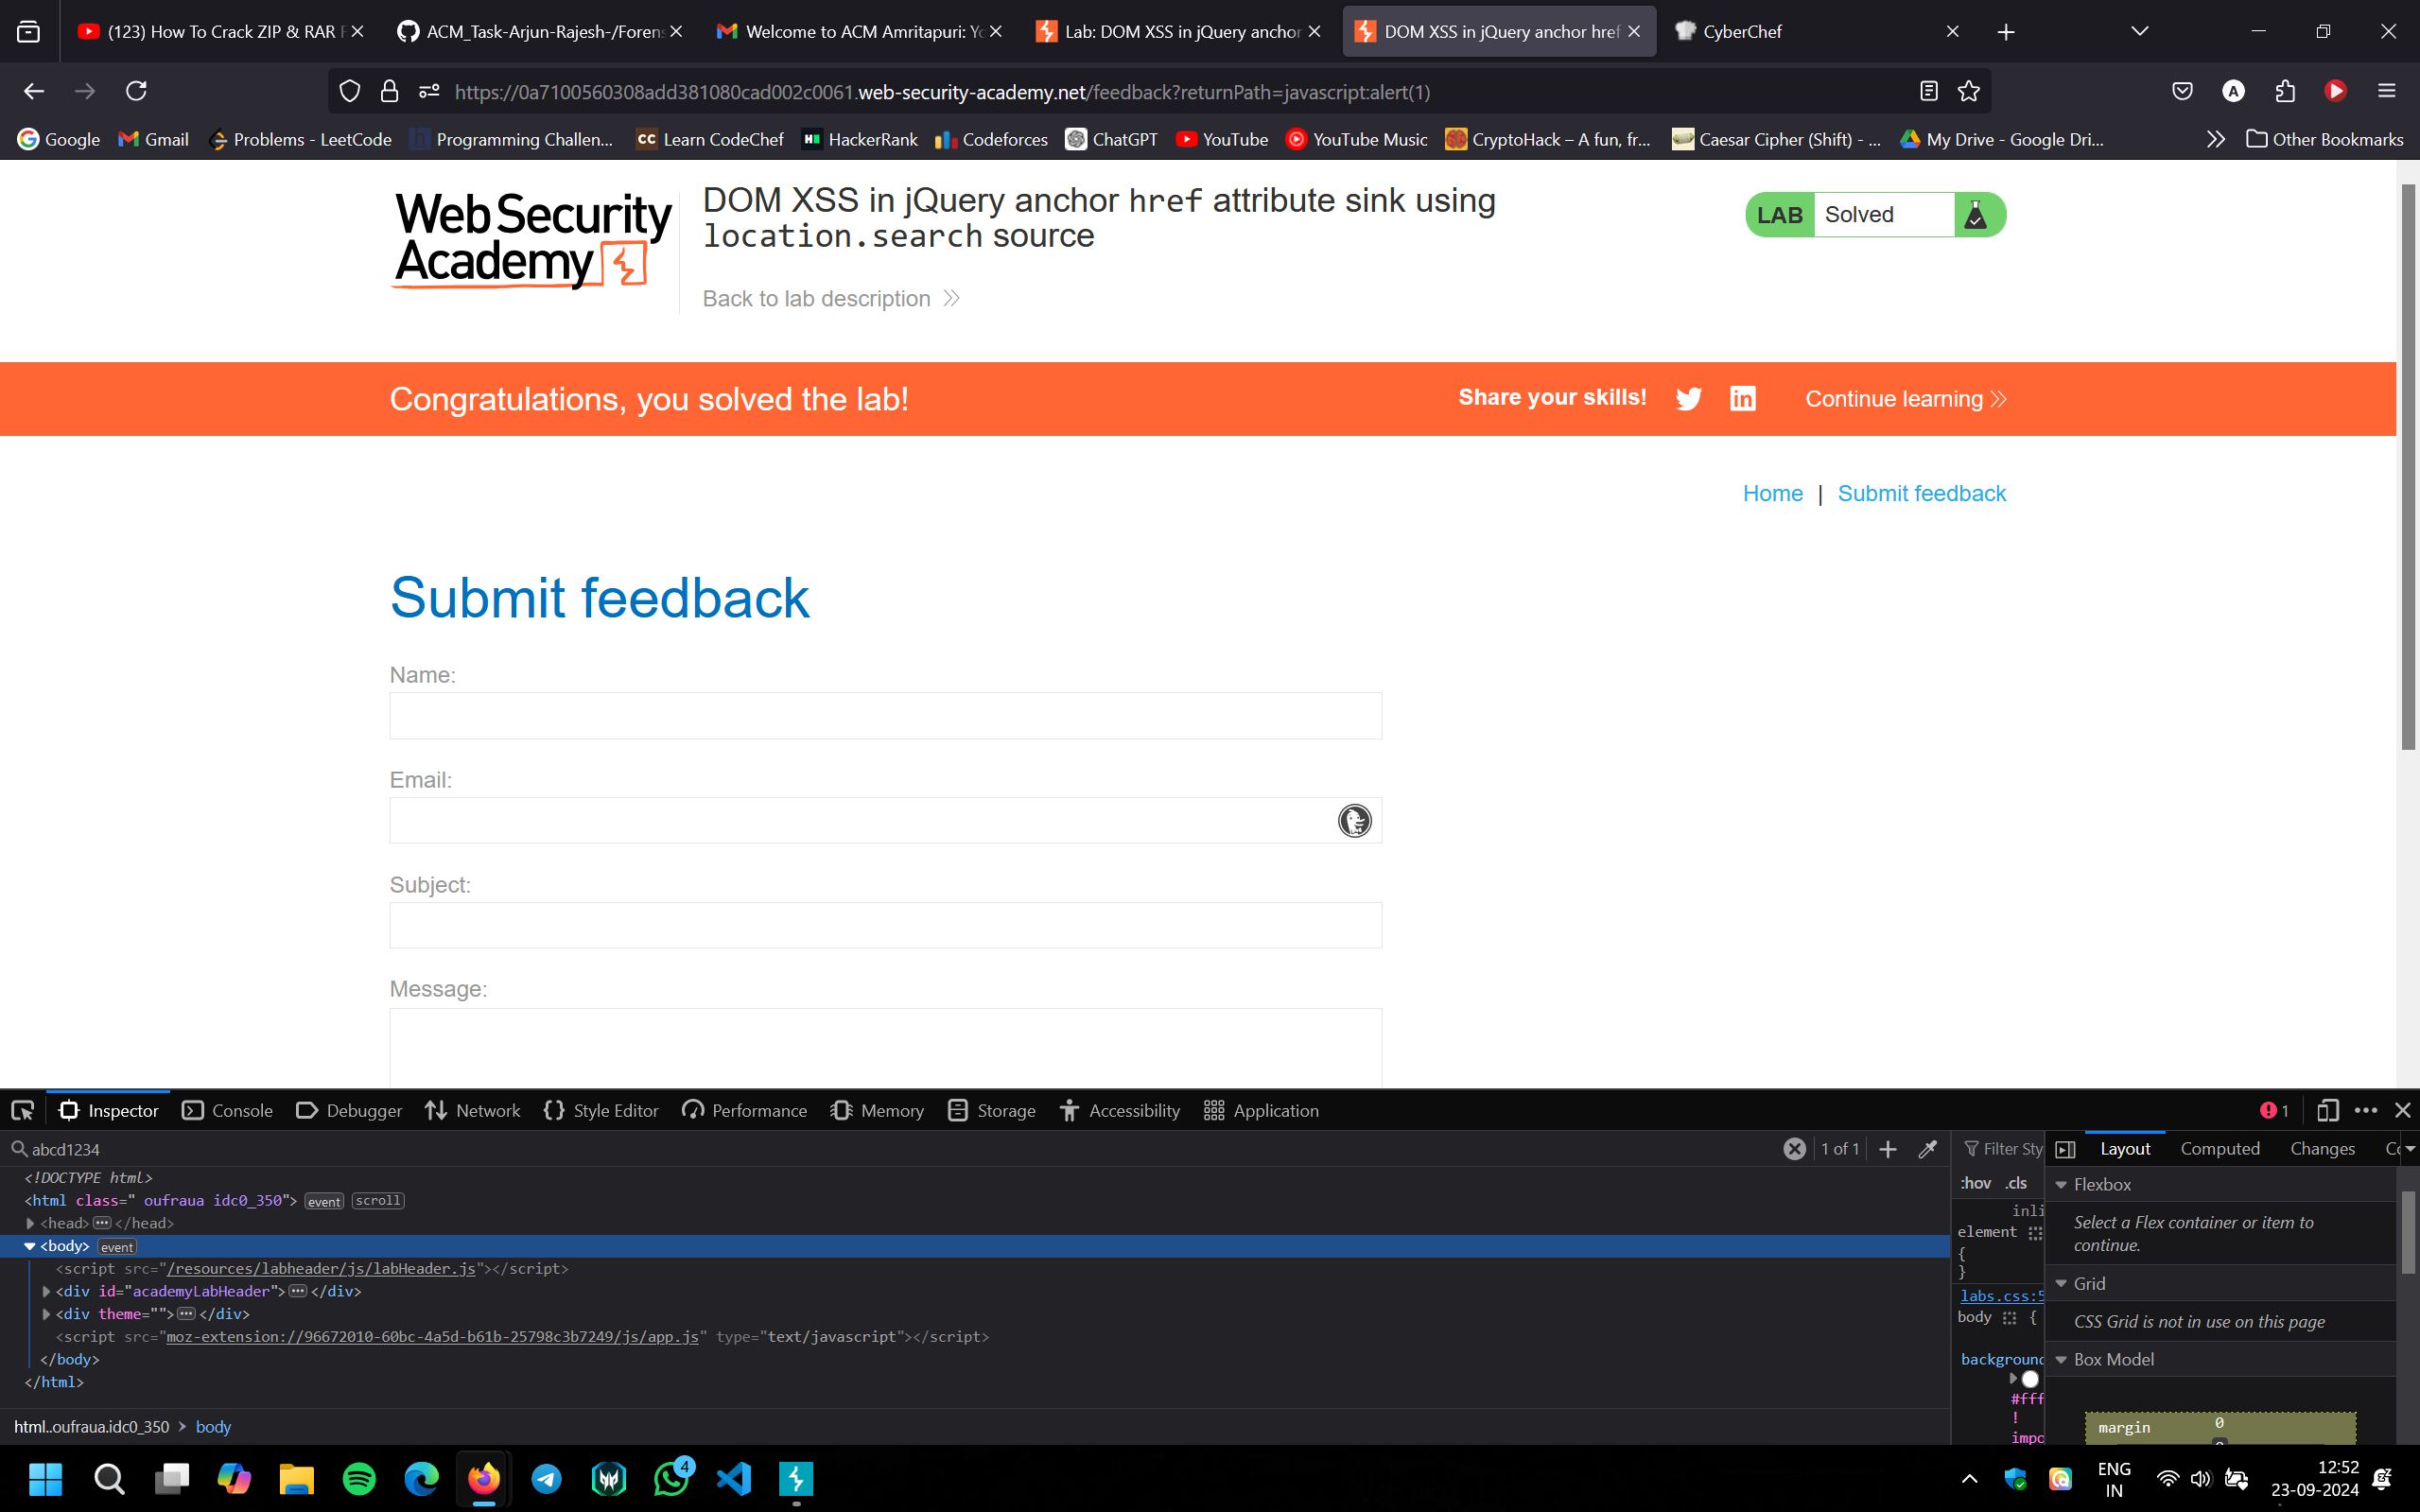 (123) How To Crack ZIP & RAR F
ACM_Task-Arjun-Rajesh-/Foren
Welcome to ACM Amritapuri: Yo
Lab: DOM XSS in jQuery anchor
DOM XSS in jQuery anchor href
CyberChef
https://0a7100560308add381080cad002c0061.web-security-academy.net/feedback?returnPath=javascript:alert(1)
A
Google
Gmail
Problems - LeetCode
Programming Challen...
CC Learn CodeChef
HackerRank
Codeforces
ChatGPT
YouTube
YouTube Music
CryptoHack – A fun, fr...
Caesar Cipher (Shift) - ...
My Drive - Google Dri...
Other Bookmarks
Web Security
Academy
DOM XSS in jQuery anchor href attribute sink using
location.search source
Back to lab description
LAB Solved
Congratulations, you solved the lab!
Share your skills!
Continue learning
Home | Submit feedback
Submit feedback
Name:
Email:
Subject:
Message:
Inspector
Console
Debugger
Network
Style Editor
Performance
Memory
Storage
Accessibility
Application
1
abcd1234
1 of 1
Filter Sty
Layout
Computed
Changes
<!DOCTYPE html>
<html class=" oufraua idc0_350"> event scroll
<head> ... </head>
<body> event
<script src="/resources/labheader/js/labHeader.js"></script>
<div id="academyLabHeader"> ... </div>
<div theme=""> ... </div>
<script src="moz-extension://96672010-60bc-4a5d-b61b-25798c3b7249/js/app.js" type="text/javascript"></script>
</body>
</html>
html..oufraua.idc0_350 > body
:hov .cls
inli
element
{
}
labs.css:5
body {
background
#fff
!
impo
Flexbox
Select a Flex container or item to
continue.
Grid
CSS Grid is not in use on this page
Box Model
margin
0
4
ENG
IN
12:52
23-09-2024